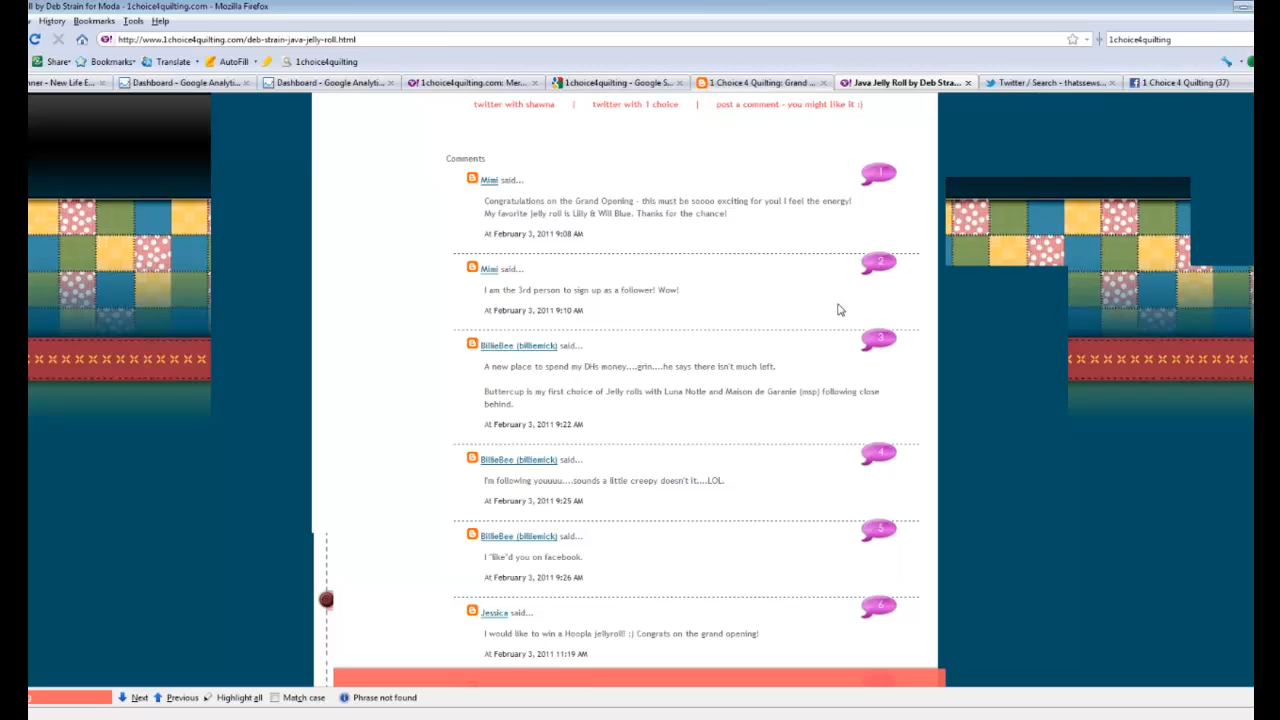 ll by Deb Strain for Moda - 1choice4quilting.com - Mozilla Firefox
History Bookmarks Tools Help
http://www.1choice4quilting.com/deb-strain-java-jelly-roll.html 1choice4quilting
Share Bookmarks Translate AutoFill 1choice4quilting
nner - New Life E... Dashboard - Google Analyti... Dashboard - Google Analyti... 1choice4quilting.com: Mer... 1choice4quilting - Google S... 1 Choice 4 Quilting: Grand ... Java Jelly Roll by Deb Stra... Twitter / Search - thatssews... 1 Choice 4 Quilting (37)
twitter with shawna | twitter with 1 choice | post a comment - you might like it :)
Comments
Mimi said... 1
Congratulations on the Grand Opening - this must be soooo exciting for you! I feel the energy!
My favorite jelly roll is Lilly & Will Blue. Thanks for the chance!
At February 3, 2011 9:08 AM
Mimi said... 2
I am the 3rd person to sign up as a follower! Wow!
At February 3, 2011 9:10 AM
BillieBee (billiemick) said... 3
A new place to spend my DHs money....grin....he says there isn't much left.
Buttercup is my first choice of Jelly rolls with Luna Notte and Maison de Garanie (msp) following close
behind.
At February 3, 2011 9:22 AM
BillieBee (billiemick) said... 4
I'm following youuuu....sounds a little creepy doesn't it....LOL.
At February 3, 2011 9:25 AM
BillieBee (billiemick) said... 5
I "like"d you on facebook.
At February 3, 2011 9:26 AM
Jessica said... 6
I would like to win a Hoopla jellyroll! :) Congrats on the grand opening!
At February 3, 2011 11:19 AM
Next Previous Highlight all Match case Phrase not found